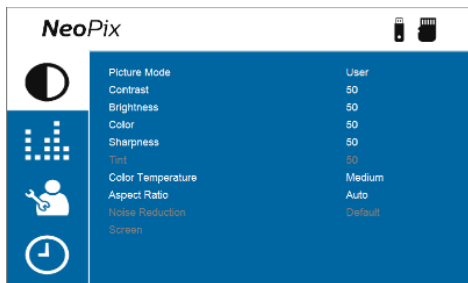 NeoPix
Picture Mode User
Contrast 50
Brightness 50
Color 50
Sharpness 50
Tint 50
Color Temperature Medium
Aspect Ratio Auto
Noise Reduction Default
Screen